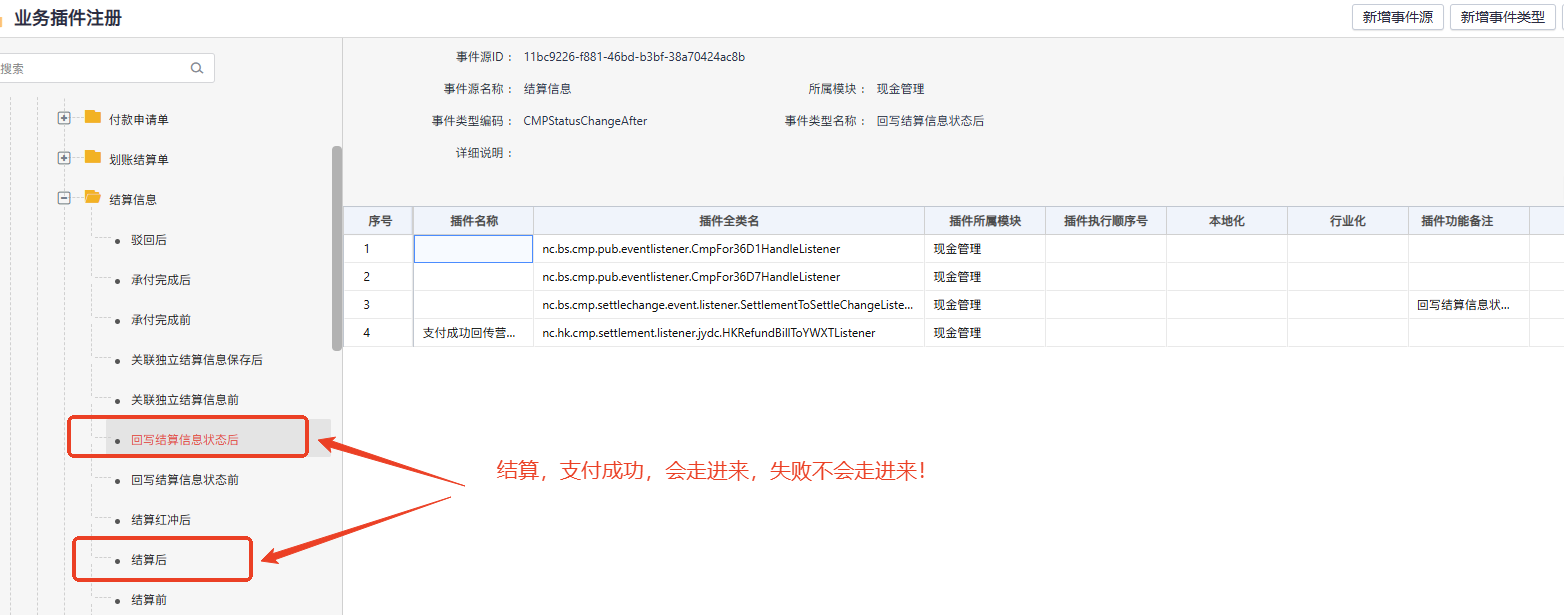 业务插件注册
新增事件源
新增事件类型
搜索
付款申请单
划账结算单
结算信息
驳回后
承付完成后
承付完成前
关联独立结算信息保存后
关联独立结算信息前
回写结算信息状态后
回写结算信息状态前
结算红冲后
结算后
结算前
事件源ID： 11bc9226-f881-46bd-b3bf-38a70424ac8b
事件源名称： 结算信息 所属模块： 现金管理
事件类型编码： CMPStatusChangeAfter 事件类型名称： 回写结算信息状态后
详细说明：
序号 插件名称 插件全类名 插件所属模块 插件执行顺序号 本地化 行业化 插件功能备注
1 nc.bs.cmp.pub.eventlistener.CmpFor36D1HandleListener 现金管理
2 nc.bs.cmp.pub.eventlistener.CmpFor36D7HandleListener 现金管理
3 nc.bs.cmp.settlechange.event.listener.SettlementToSettleChangeListe... 现金管理 回写结算信息状...
4 支付成功回传营... nc.hk.cmp.settlement.listener.jydc.HKRefundBillToYWXTListener 现金管理
结算，支付成功，会走进来，失败不会走进来！